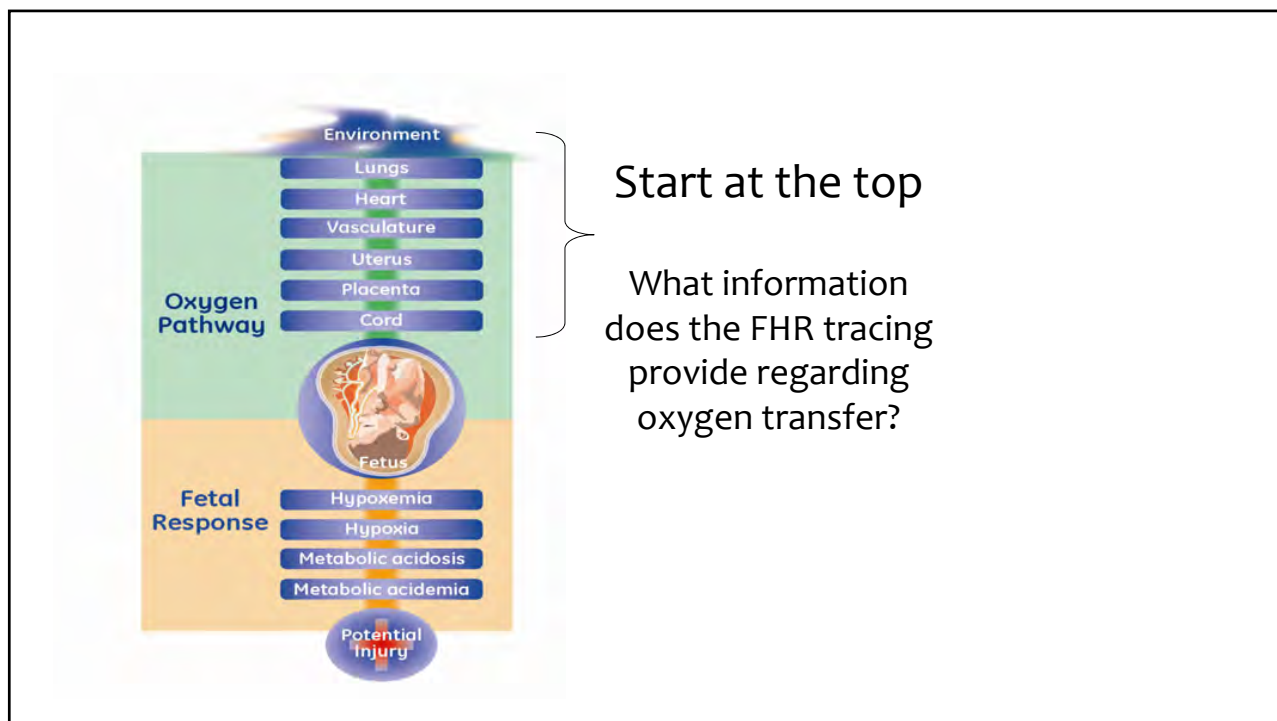 Environment
Lungs
Heart
Vasculature
Uterus
Placenta
Cord
Oxygen
Pathway
Fetus
Fetal
Response
Hypoxemia
Hypoxia
Metabolic acidosis
Metabolic acidemia
Potential
Injury
Start at the top
What information
does the FHR tracing
provide regarding
oxygen transfer?